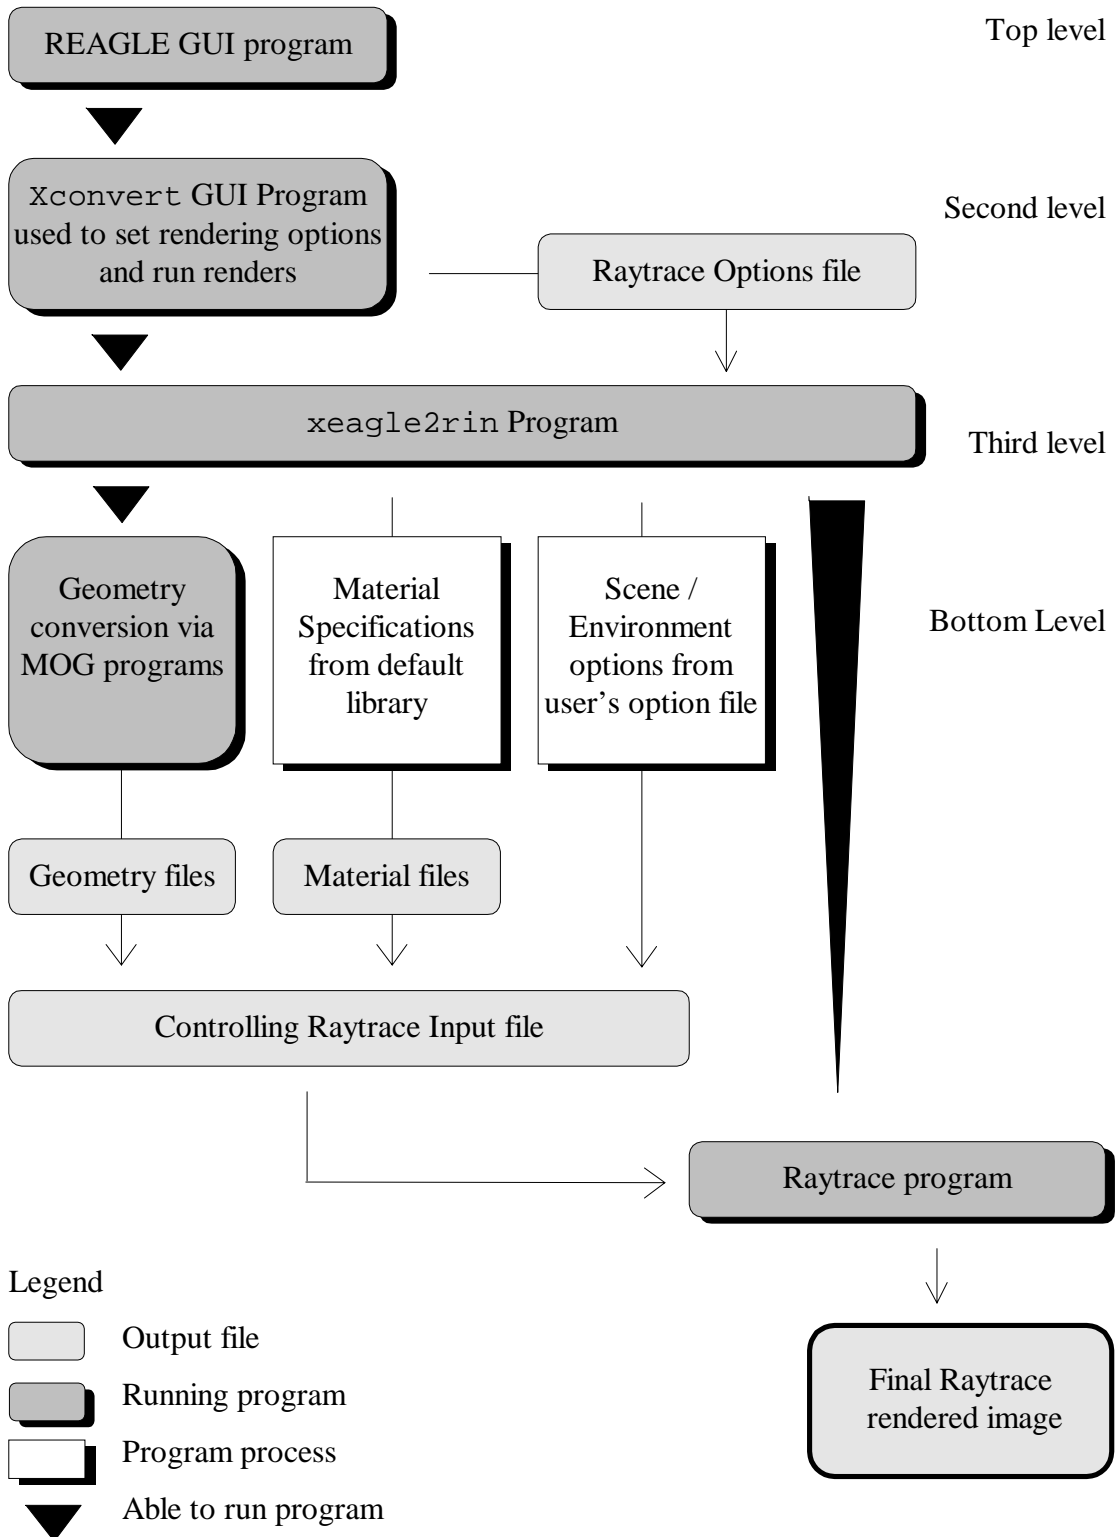 REAGLE GUI program
Top level
Xconvert GUI Program
used to set rendering options
and run renders
Second level
Raytrace Options file
xeagle2rin Program
Third level
Geometry
conversion via
MOG programs
Material
Specifications
from default
library
Scene /
Environment
options from
user’s option file
Bottom Level
Geometry files
Material files
Controlling Raytrace Input file
Raytrace program
Legend
Output file
Running program
Program process
Able to run program
Final Raytrace
rendered image